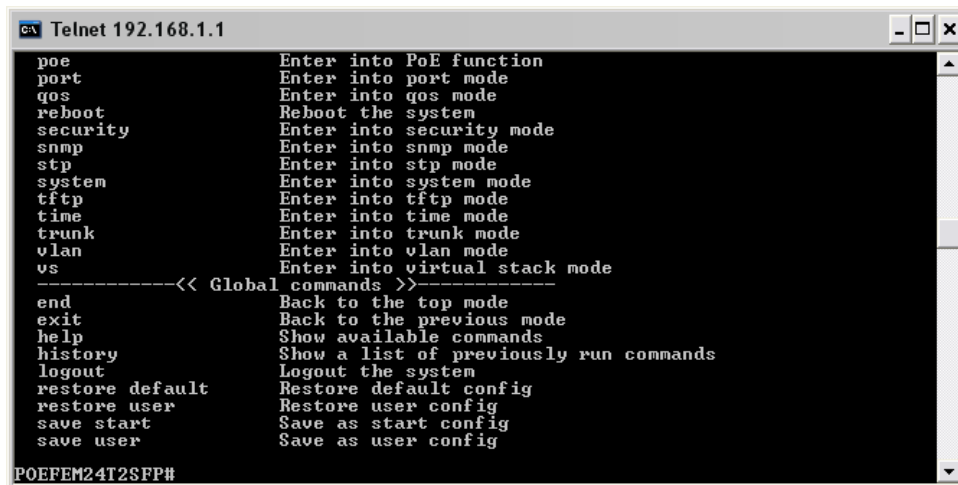 Telnet 192.168.1.1
poe Enter into PoE function
port Enter into port mode
qos Enter into qos mode
reboot Reboot the system
security Enter into security mode
snmp Enter into snmp mode
stp Enter into stp mode
system Enter into system mode
tftp Enter into tftp mode
time Enter into time mode
trunk Enter into trunk mode
vlan Enter into vlan mode
vs Enter into virtual stack mode
------------<< Global commands >>------------
end Back to the top mode
exit Back to the previous mode
help Show available commands
history Show a list of previously run commands
logout Logout the system
restore default Restore default config
restore user Restore user config
save start Save as start config
save user Save as user config
POEFEM24T2SFP#